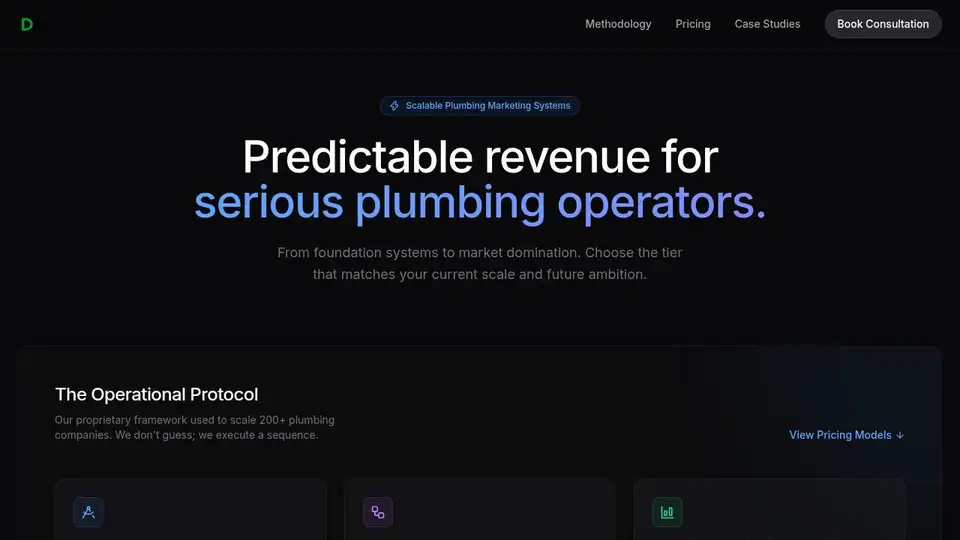 D
Methodology
Pricing
Case Studies
Book Consultation
Scalable Plumbing Marketing Systems
Predictable revenue for
serious plumbing operators.
From foundation systems to market domination. Choose the tier
that matches your current scale and future ambition.
The Operational Protocol
Our proprietary framework used to scale 200+ plumbing
companies. We don't guess; we execute a sequence.
View Pricing Models ↓